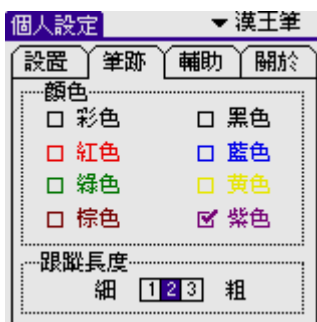 個人設定 漢王筆
設置 筆跡 輔助 關於
顏色
彩色 黑色
紅色 藍色
綠色 黃色
棕色 紫色
跟蹤長度
細 1 2 3 粗